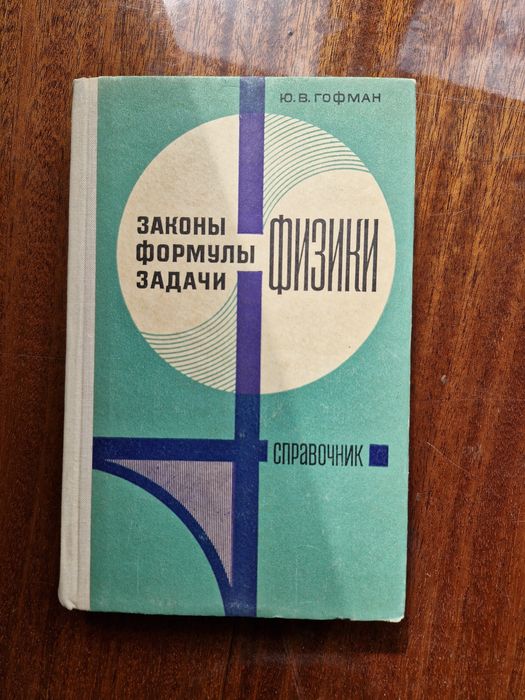 Ю.В.ГОФМАН
ЗАКОНЫ
ФОРМУЛЫ
ЗАДАЧИ
ФИЗИКИ
СПРАВОЧНИК